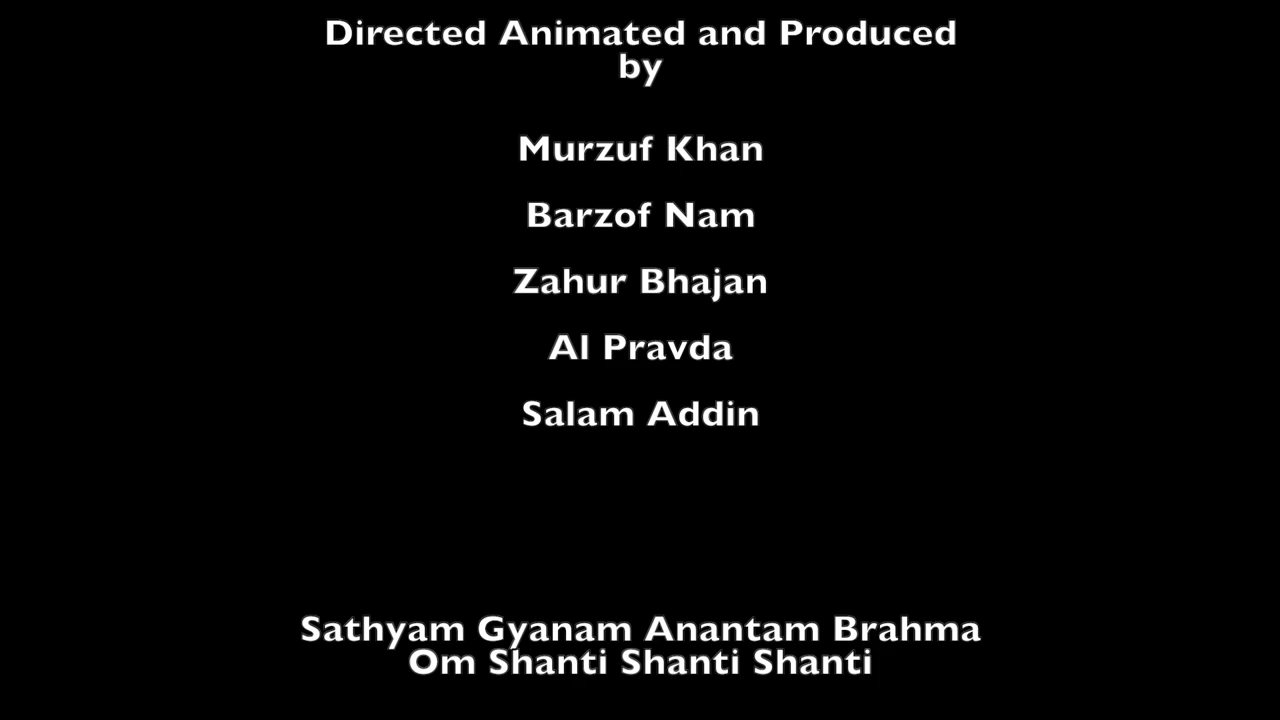 Directed Animated and Produced
by
Murzuf Khan
Barzof Nam
Zahur Bhajan
Al Pravda
Salam Addin
Sathyam Gyanam Anantam Brahma
Om Shanti Shanti Shanti